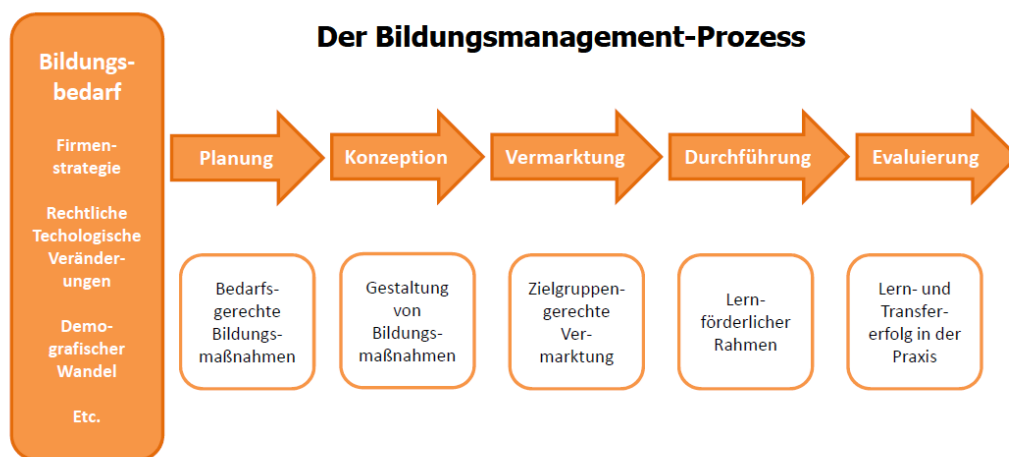 Der Bildungsmanagement-Prozess
Bildungs-
bedarf
Firmen-
strategie
Rechtliche
Techologische
Veränder-
ungen
Demo-
grafischer
Wandel
Etc.
Planung
Konzeption
Vermarktung
Durchführung
Evaluierung
Bedarfs-
gerechte
Bildungs-
maßnahmen
Gestaltung
von
Bildungs-
maßnahmen
Zielgruppen-
gerechte
Ver-
marktung
Lern-
förderlicher
Rahmen
Lern- und
Transfer-
erfolg in der
Praxis